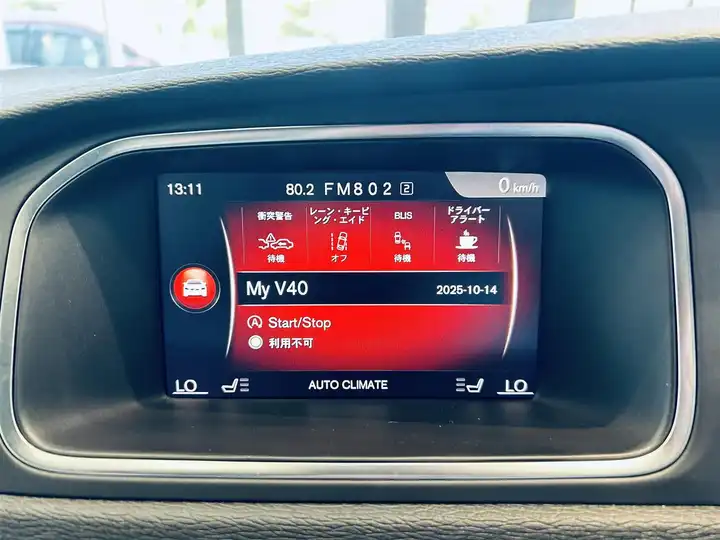 13:11 80.2 FM802 2 0 km/h
衝突警告 レーン・キーピ BLIS ドライバー
ング・エイド アラート
待機 オフ 待機 待機
My V40 2025-10-14
A Start/Stop
利用不可
LO AUTO CLIMATE LO